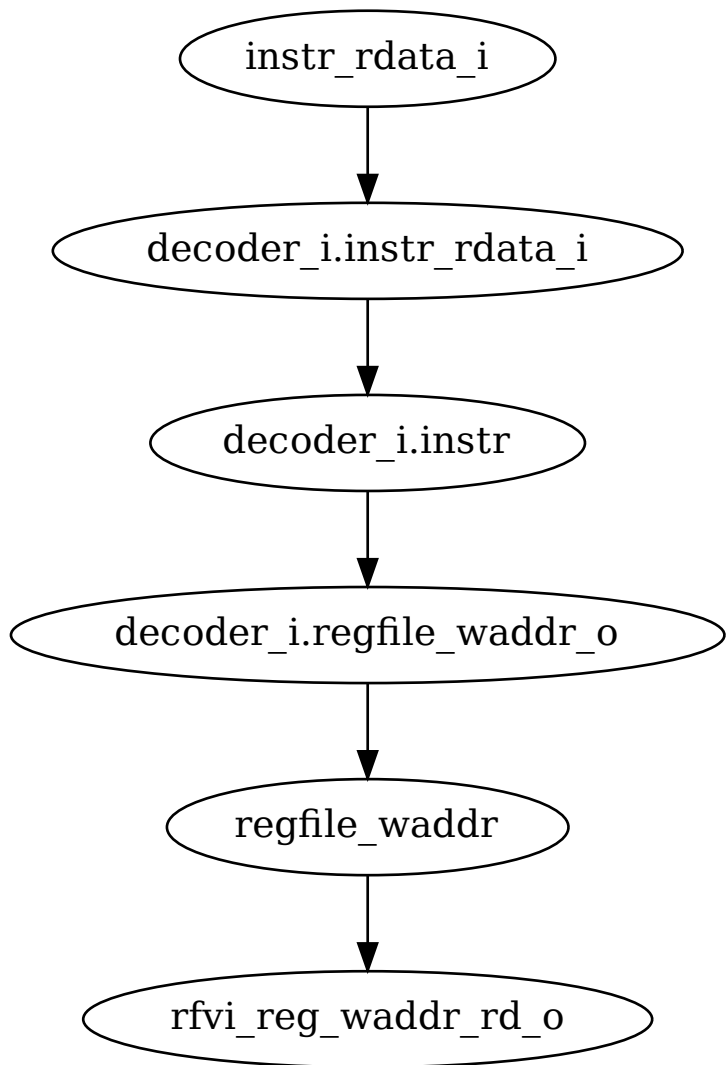 instr_rdata_i
decoder_i.instr_rdata_i
decoder_i.instr
decoder_i.regfile_waddr_o
regfile_waddr
rfvi_reg_waddr_rd_o